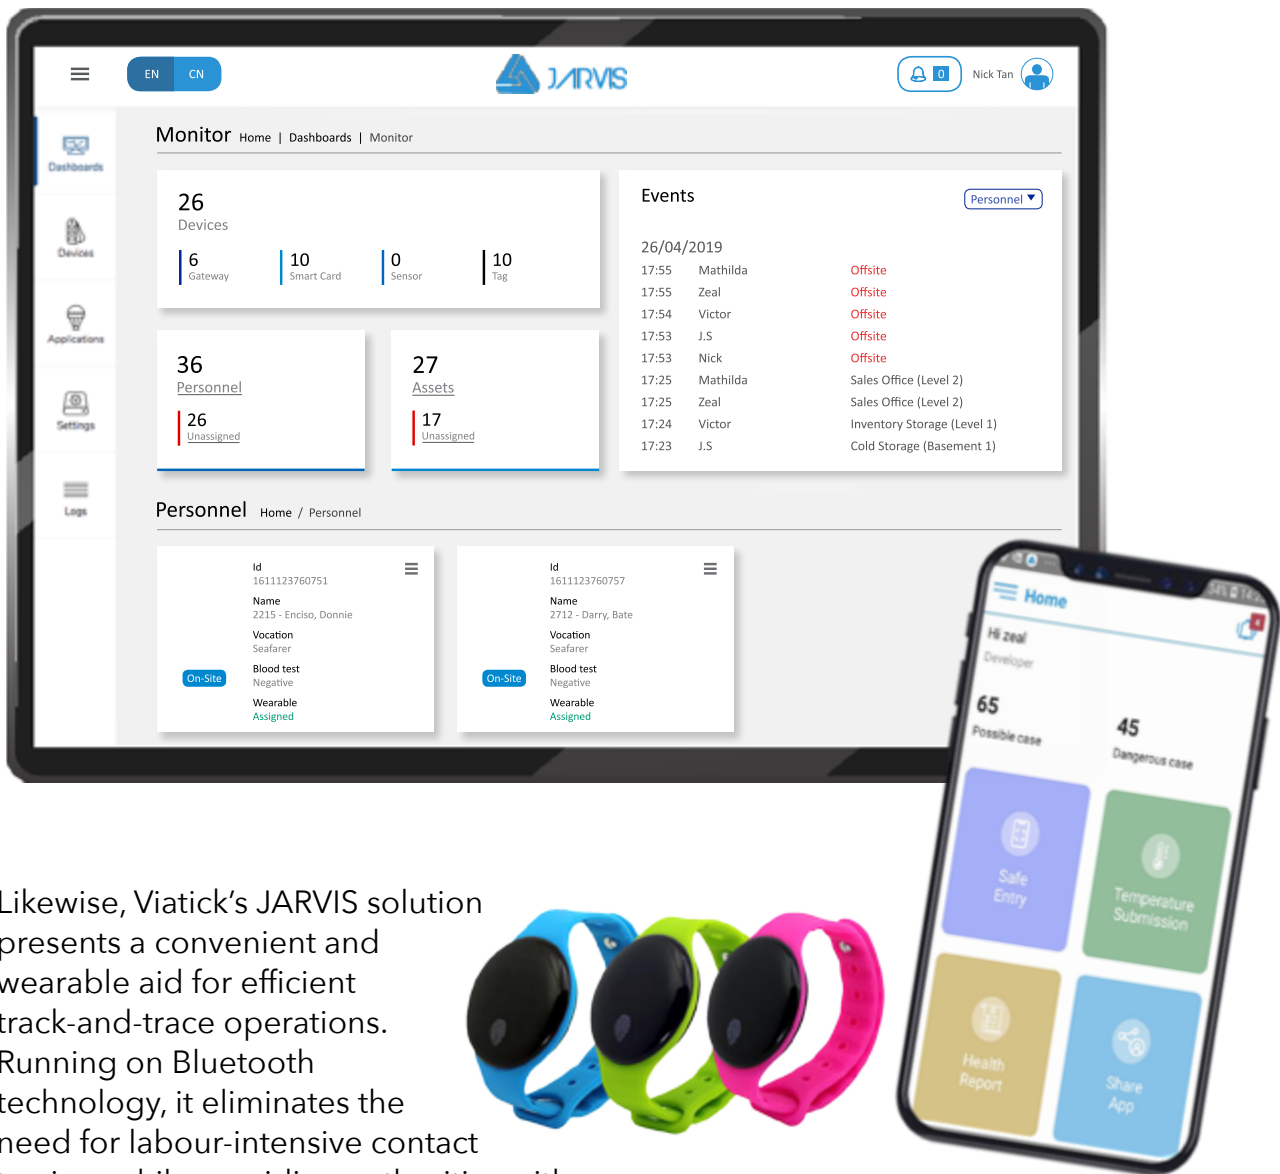 EN CN
JARVIS
0 Nick Tan
Monitor Home | Dashboards | Monitor
Dashboards
Devices
Applications
Settings
Logs
26
Devices
6 10 0 10
Gateway Smart Card Sensor Tag
36
Personnel
26
Unassigned
27
Assets
17
Unassigned
Events Personnel
26/04/2019
17:55 Mathilda Offsite
17:55 Zeal Offsite
17:54 Victor Offsite
17:53 J.S Offsite
17:53 Nick Offsite
17:25 Mathilda Sales Office (Level 2)
17:25 Zeal Sales Office (Level 2)
17:24 Victor Inventory Storage (Level 1)
17:23 J.S Cold Storage (Basement 1)
Personnel Home / Personnel
On-Site
Id
1611123760751
Name
2215 - Enciso, Donnie
Vocation
Seafarer
Blood test
Negative
Wearable
Assigned
On-Site
Id
1611123760757
Name
2712 - Darry, Bate
Vocation
Seafarer
Blood test
Negative
Wearable
Assigned
Home
4
Hi zeal
Developer
65
Possible case
45
Dangerous case
Safe
Entry
Temperature
Submission
Health
Report
Share
App
Likewise, Viatick’s JARVIS solution
presents a convenient and
wearable aid for efficient
track-and-trace operations.
Running on Bluetooth
technology, it eliminates the
need for labour-intensive contact